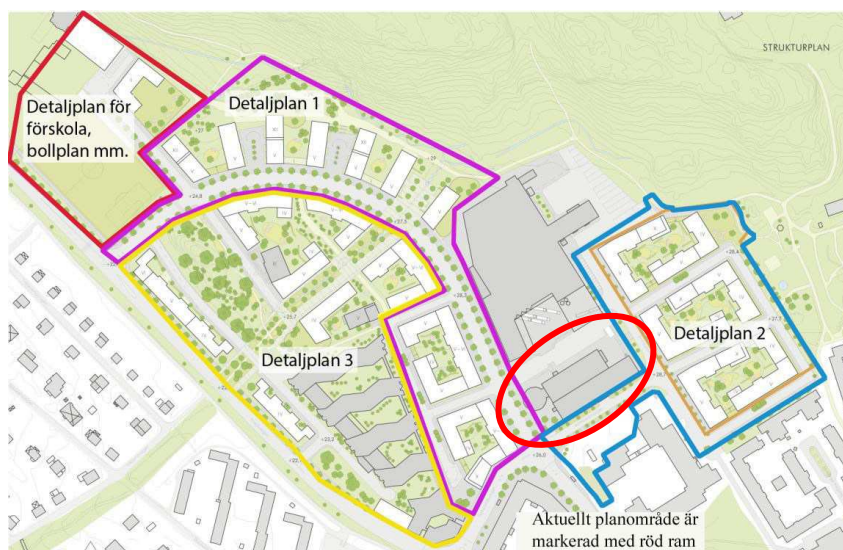 STRUKTURPLAN
Detaljplan för
förskola,
bollplan mm.
Detaljplan 1
Detaljplan 2
Detaljplan 3
Aktuellt planområde är
markerad med röd ram